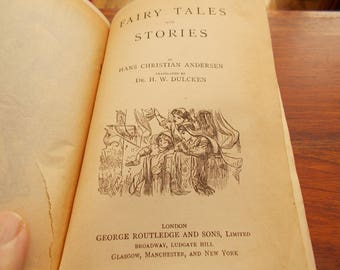 FAIRY TALES
AND
STORIES
BY
HANS CHRISTIAN ANDERSEN
TRANSLATED BY
DR. H. W. DULCKEN
LONDON
GEORGE ROUTLEDGE AND SONS, LIMITED
BROADWAY, LUDGATE HILL
GLASGOW, MANCHESTER, AND NEW YORK